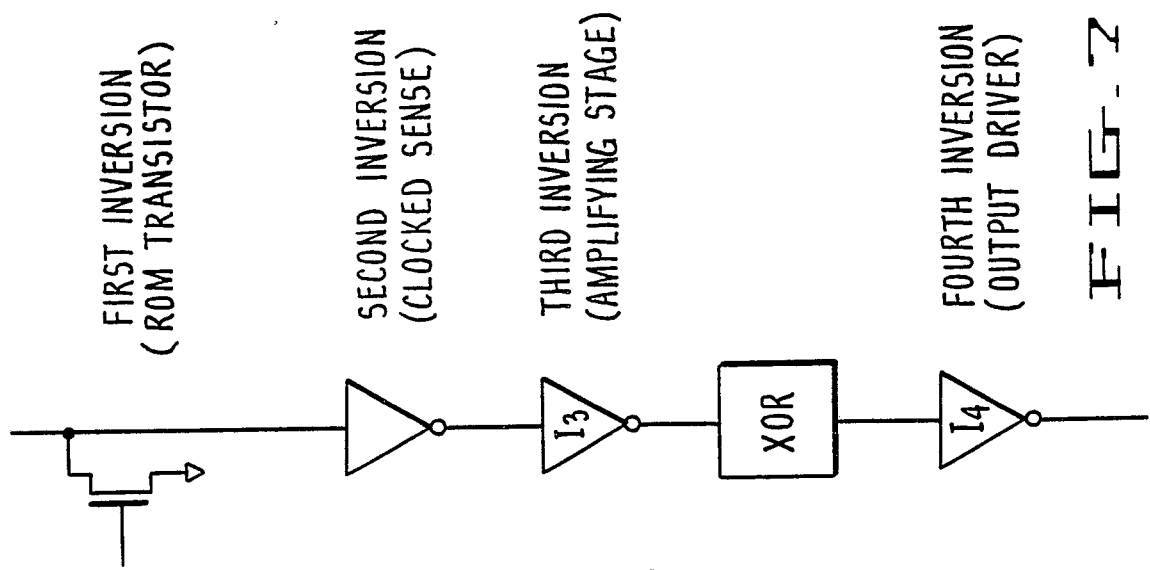 FIRST INVERSION
(ROM TRANSISTOR)
SECOND INVERSION
(CLOCKED SENSE)
THIRD INVERSION
(AMPLIFYING STAGE)
I3
XOR
FOURTH INVERSION
(OUTPUT DRIVER)
I4
FIG. 7